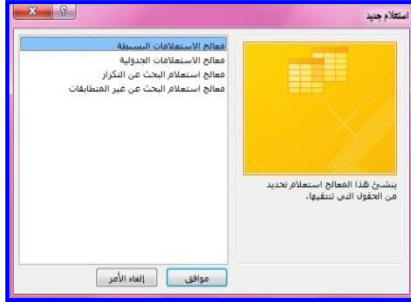 استعلام جديد
معالج الاستعلامات البسيطة
معالج الاستعلامات الجدولية
معالج استعلام البحث عن التكرار
معالج استعلام البحث عن غير المتطابقات
ينشئ هذا المعالج استعلام تحديد
من الحقول التي تنتقيها.
موافق
إلغاء الأمر